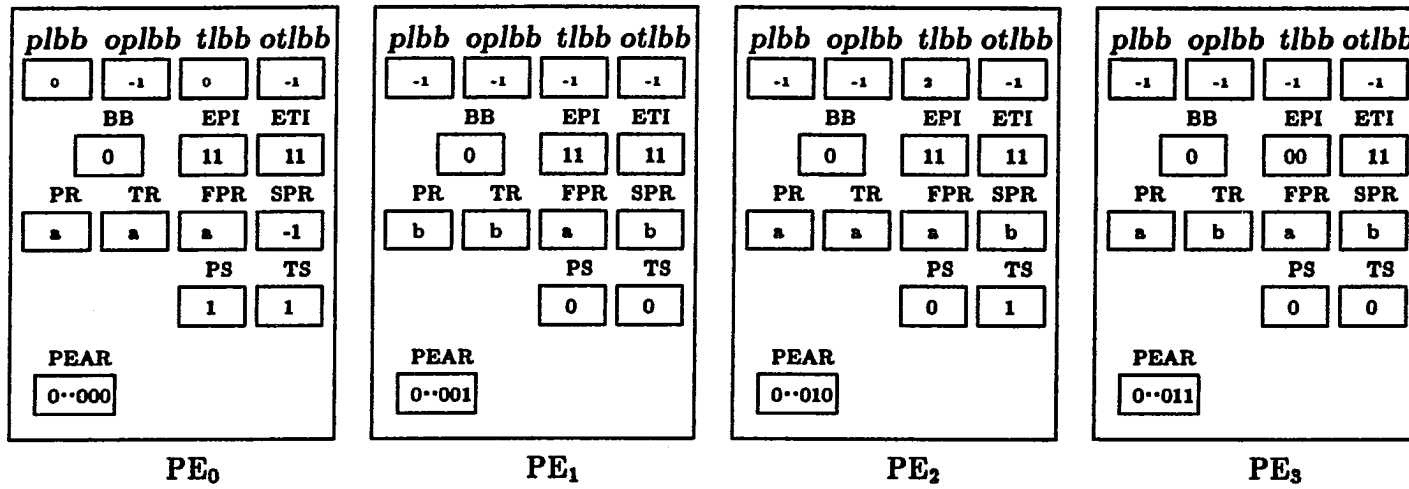 plbb oplbb tlbb otlbb plbb oplbb tlbb otlbb plbb oplbb tlbb otlbb plbb oplbb tlbb otlbb
0 -1 0 -1 -1 -1 -1 -1 -1 -1 2 -1 -1 -1 -1 -1
BB EPI ETI BB EPI ETI BB EPI ETI BB EPI ETI
0 11 11 0 11 11 0 11 11 0 00 11
PR TR FPR SPR PR TR FPR SPR PR TR FPR SPR PR TR FPR SPR
a a a -1 b b a b a a a b a b a b
PS TS PS TS PS TS PS TS
1 1 0 0 0 1 0 0
PEAR PEAR PEAR PEAR
0··000 0··001 0··010 0··011
PE₀ PE₁ PE₂ PE₃